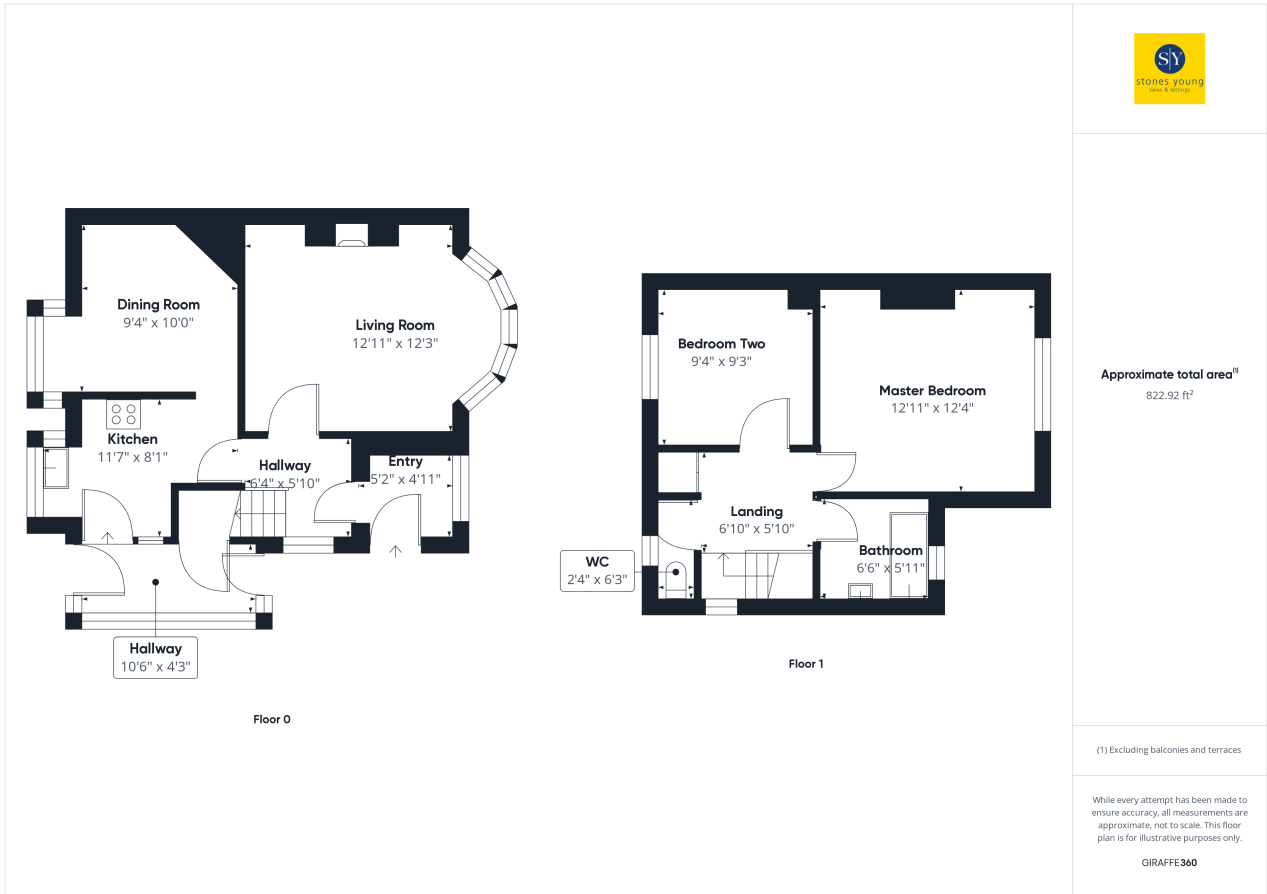 Dining Room
9'4" x 10'0"
Living Room
12'11" x 12'3"
Kitchen
11'7" x 8'1"
Hallway
6'4" x 5'10"
Entry
5'2" x 4'11"
Hallway
10'6" x 4'3"
Floor 0
Bedroom Two
9'4" x 9'3"
Master Bedroom
12'11" x 12'4"
Landing
6'10" x 5'10"
WC
2'4" x 6'3"
Bathroom
6'6" x 5'11"
Floor 1
S|Y
stones young
sales & lettings
Approximate total area(1)
822.92 ft²
(1) Excluding balconies and terraces
While every attempt has been made to
ensure accuracy, all measurements are
approximate, not to scale. This floor
plan is for illustrative purposes only.
GIRAFFE360